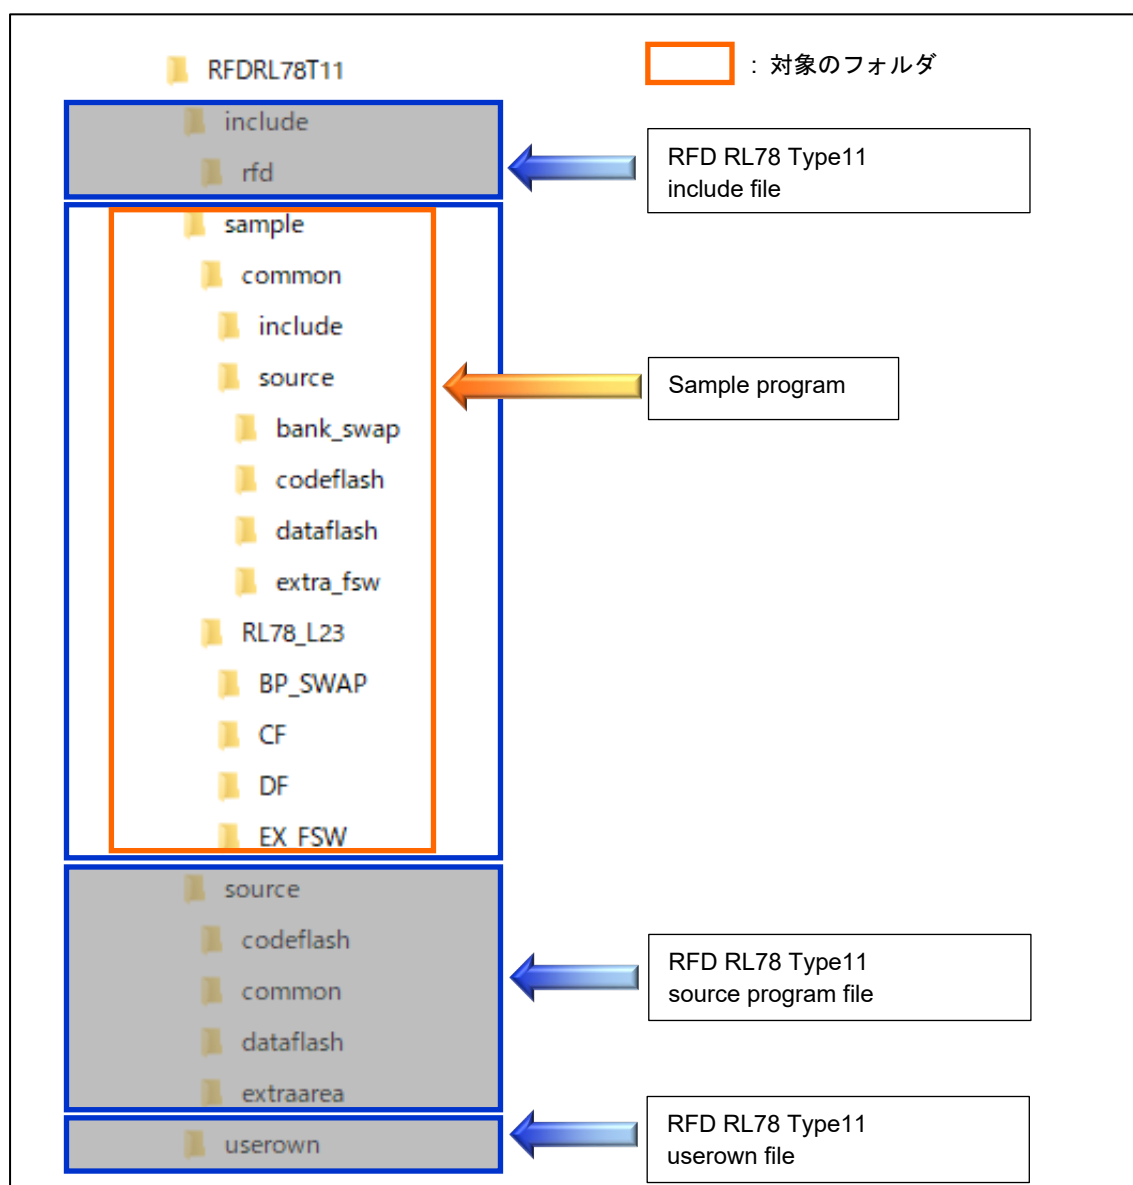 RFDRL78T11
: 対象のフォルダ
include
rfd
RFD RL78 Type11
include file
sample
common
include
source
Sample program
bank_swap
codeflash
dataflash
extra_fsw
RL78_L23
BP_SWAP
CF
DF
EX_FSW
source
codeflash
common
dataflash
extraarea
RFD RL78 Type11
source program file
userown
RFD RL78 Type11
userown file